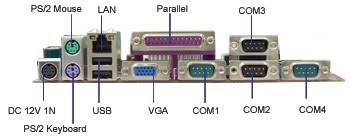 PS/2 Mouse
LAN
Parallel
COM3
DC 12V 1N
USB
VGA
COM1
COM2
COM4
PS/2 Keyboard